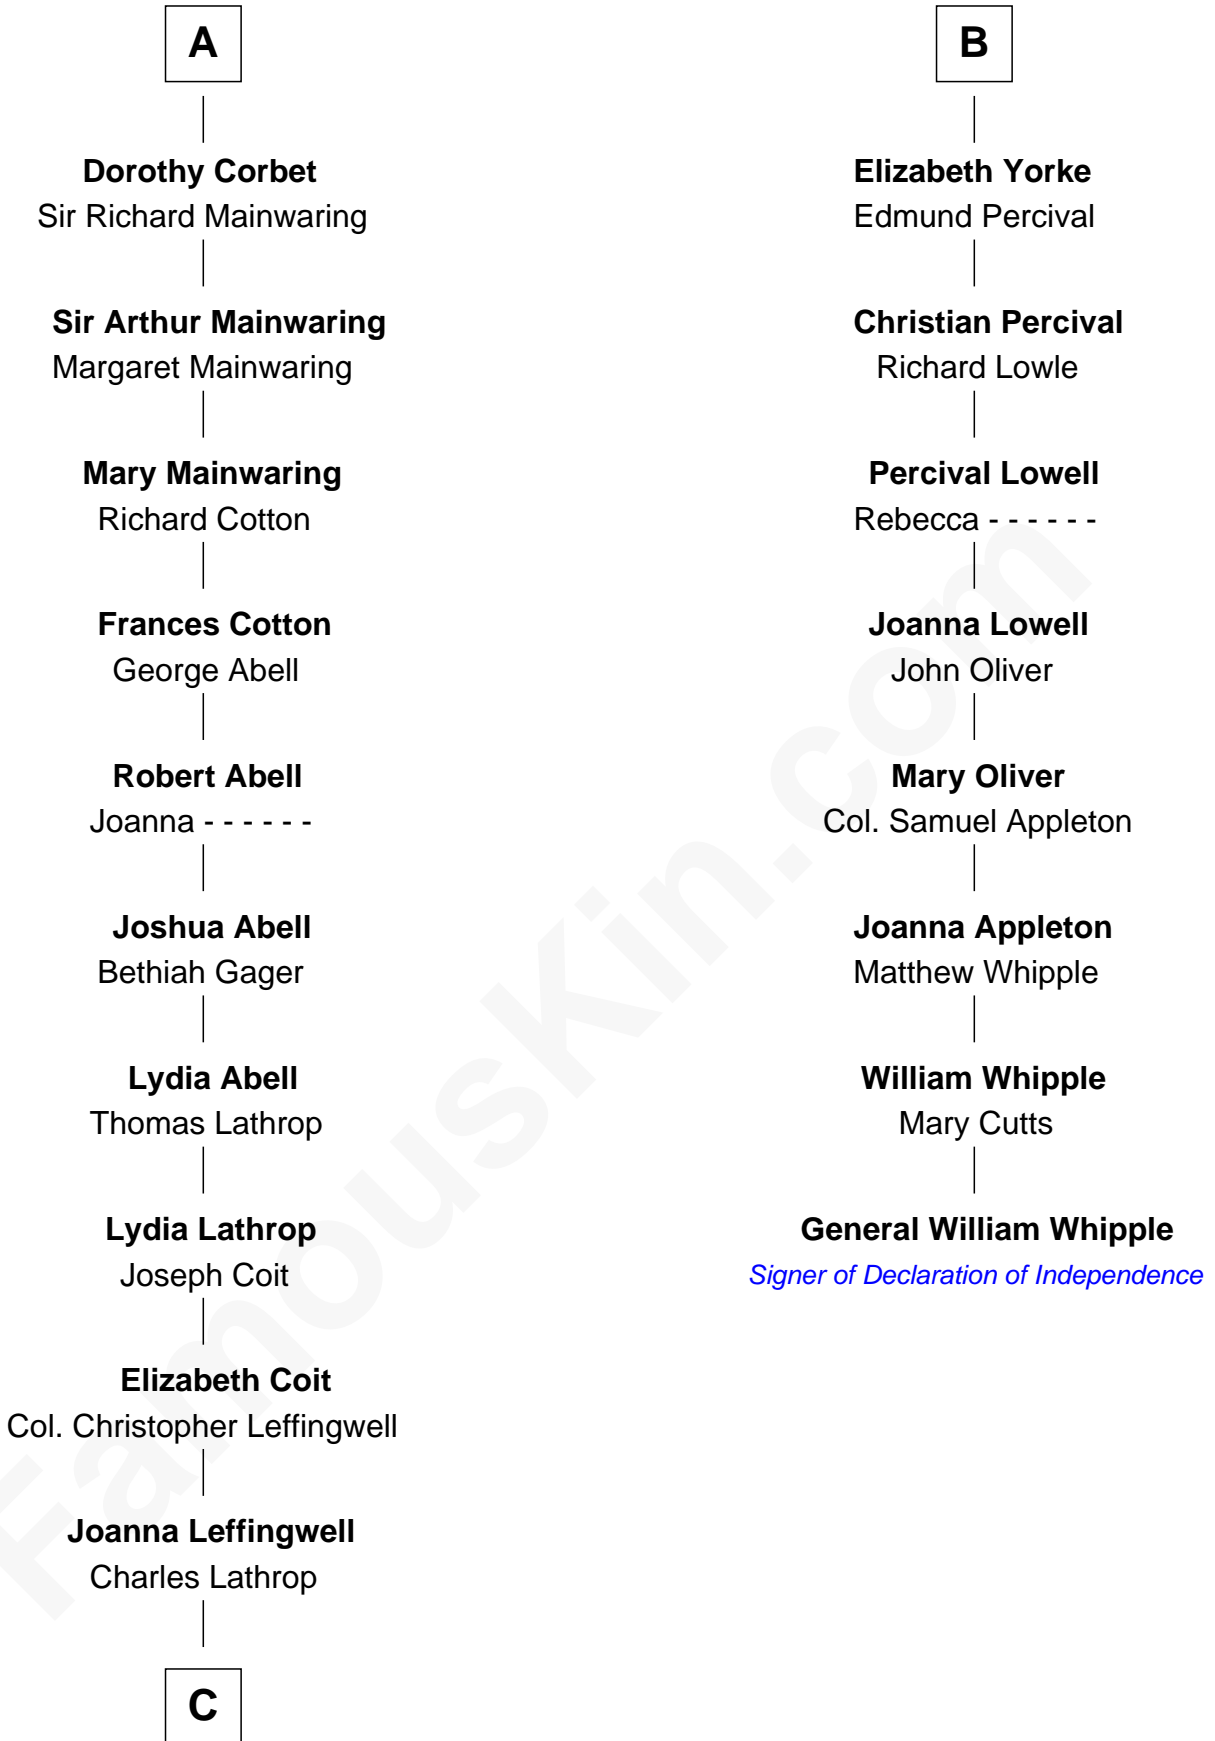 A
Dorothy Corbet
Sir Richard Mainwaring
Sir Arthur Mainwaring
Margaret Mainwaring
Mary Mainwaring
Richard Cotton
Frances Cotton
George Abell
Robert Abell
Joanna - - - - - -
Joshua Abell
Bethiah Gager
Lydia Abell
Thomas Lathrop
Lydia Lathrop
Joseph Coit
Elizabeth Coit
Col. Christopher Leffingwell
Joanna Leffingwell
Charles Lathrop
C
B
Elizabeth Yorke
Edmund Percival
Christian Percival
Richard Lowle
Percival Lowell
Rebecca - - - - - -
Joanna Lowell
John Oliver
Mary Oliver
Col. Samuel Appleton
Joanna Appleton
Matthew Whipple
William Whipple
Mary Cutts
General William Whipple
Signer of Declaration of Independence
FamousKin.com